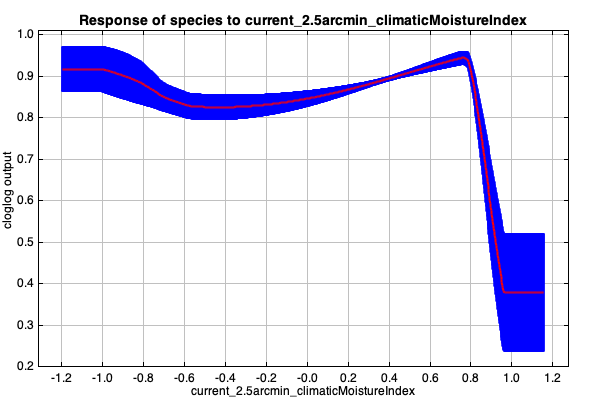 Response of species to current_2.5arcmin_climaticMoistureIndex
1.0
0.9
0.8
0.7
0.6
0.5
0.4
0.3
0.2
cloglog output
-1.2 -1.0 -0.8 -0.6 -0.4 -0.2 -0.0 0.2 0.4 0.6 0.8 1.0 1.2
current_2.5arcmin_climaticMoistureIndex